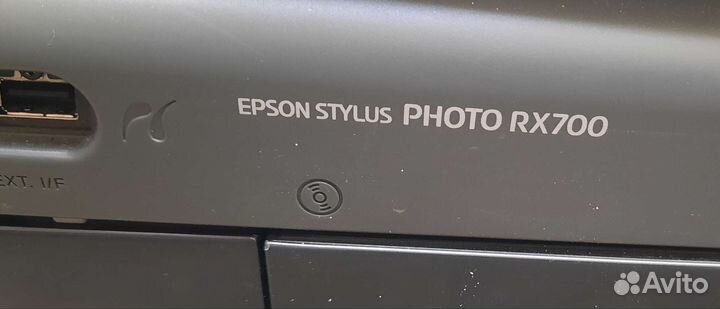 EPSON STYLUS PHOTO RX700
EXT. I/F
Avito